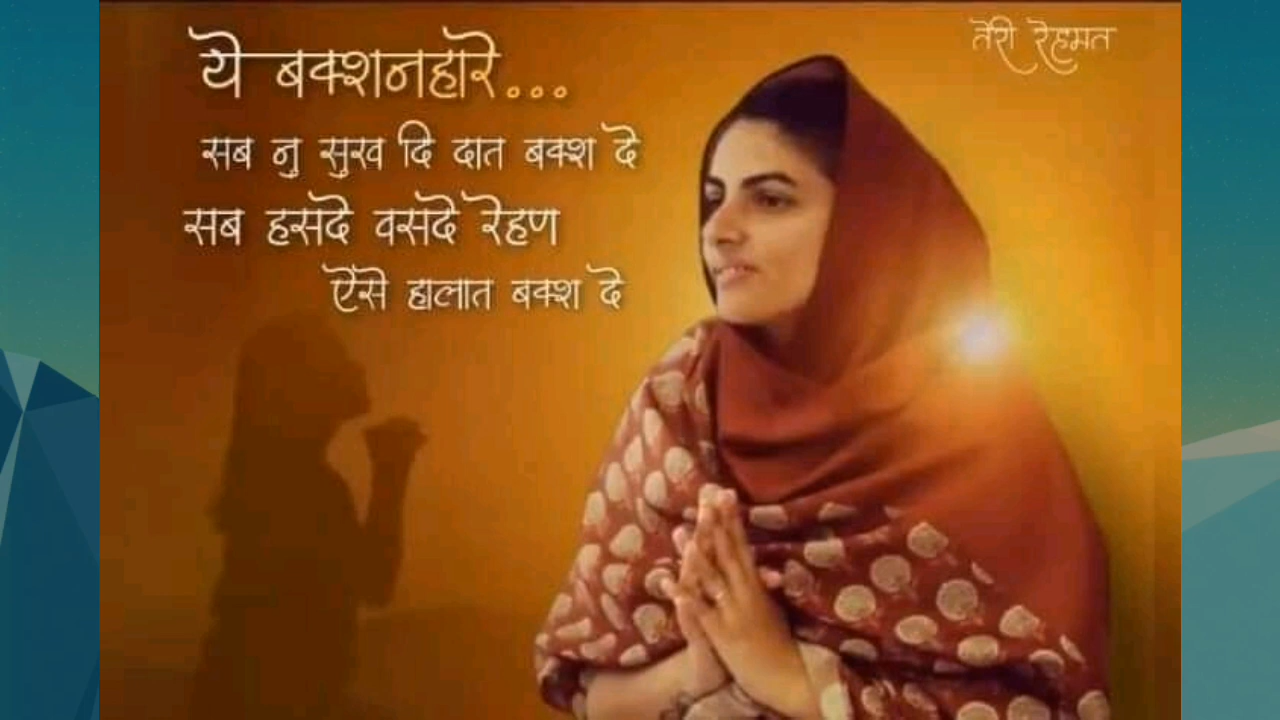 तेरी रेहमत
ये बक्शनहारे...
सब नु सुख दि दात बक्श दे
सब हसदे वसदे रेहण
ऐसे हालात बक्श दे